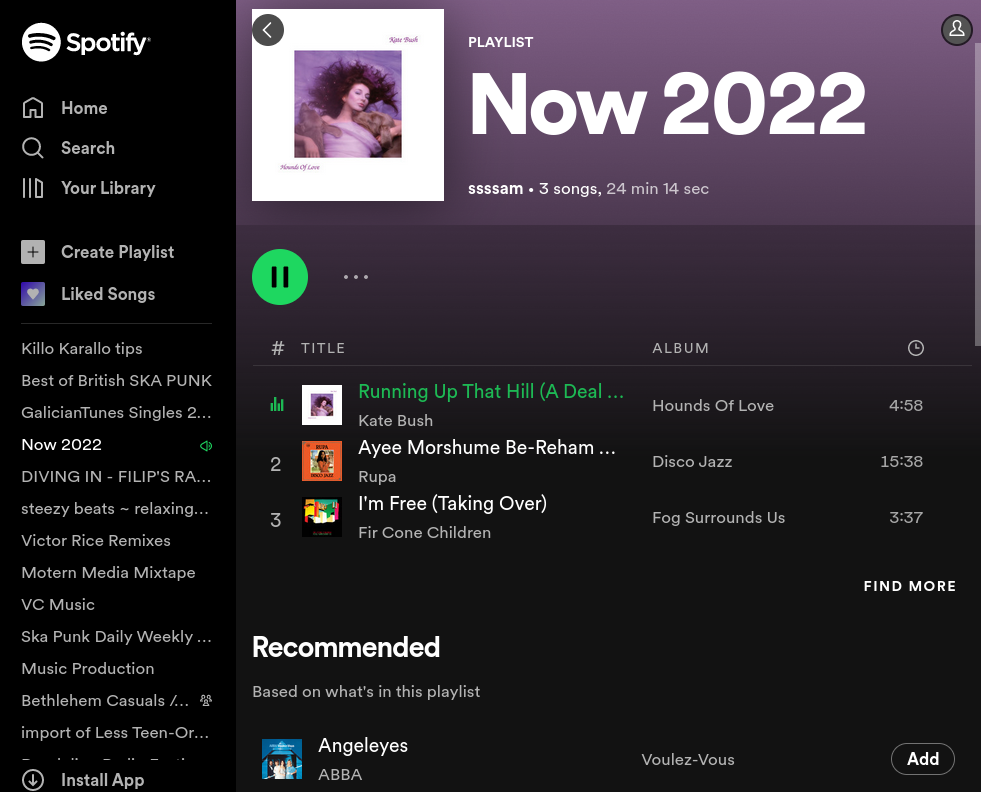 Spotify
Home
Search
Your Library
Create Playlist
Liked Songs
Killo Karallo tips
Best of British SKA PUNK
GalicianTunes Singles 2...
Now 2022
DIVING IN - FILIP'S RA...
steezy beats ~ relaxing...
Victor Rice Remixes
Motern Media Mixtape
VC Music
Ska Punk Daily Weekly ...
Music Production
Bethlehem Casuals /...
import of Less Teen-Or...
Install App
Kate Bush
Hounds Of Love
PLAYLIST
Now 2022
ssssam • 3 songs, 24 min 14 sec
# TITLE ALBUM
Running Up That Hill (A Deal ...
Kate Bush
Hounds Of Love
4:58
2
RUPA
DISCO JAZZ
Ayee Morshume Be-Reham ...
Rupa
Disco Jazz
15:38
3
I'm Free (Taking Over)
Fir Cone Children
Fog Surrounds Us
3:37
FIND MORE
Recommended
Based on what's in this playlist
Angeleyes
ABBA
Voulez-Vous
Add